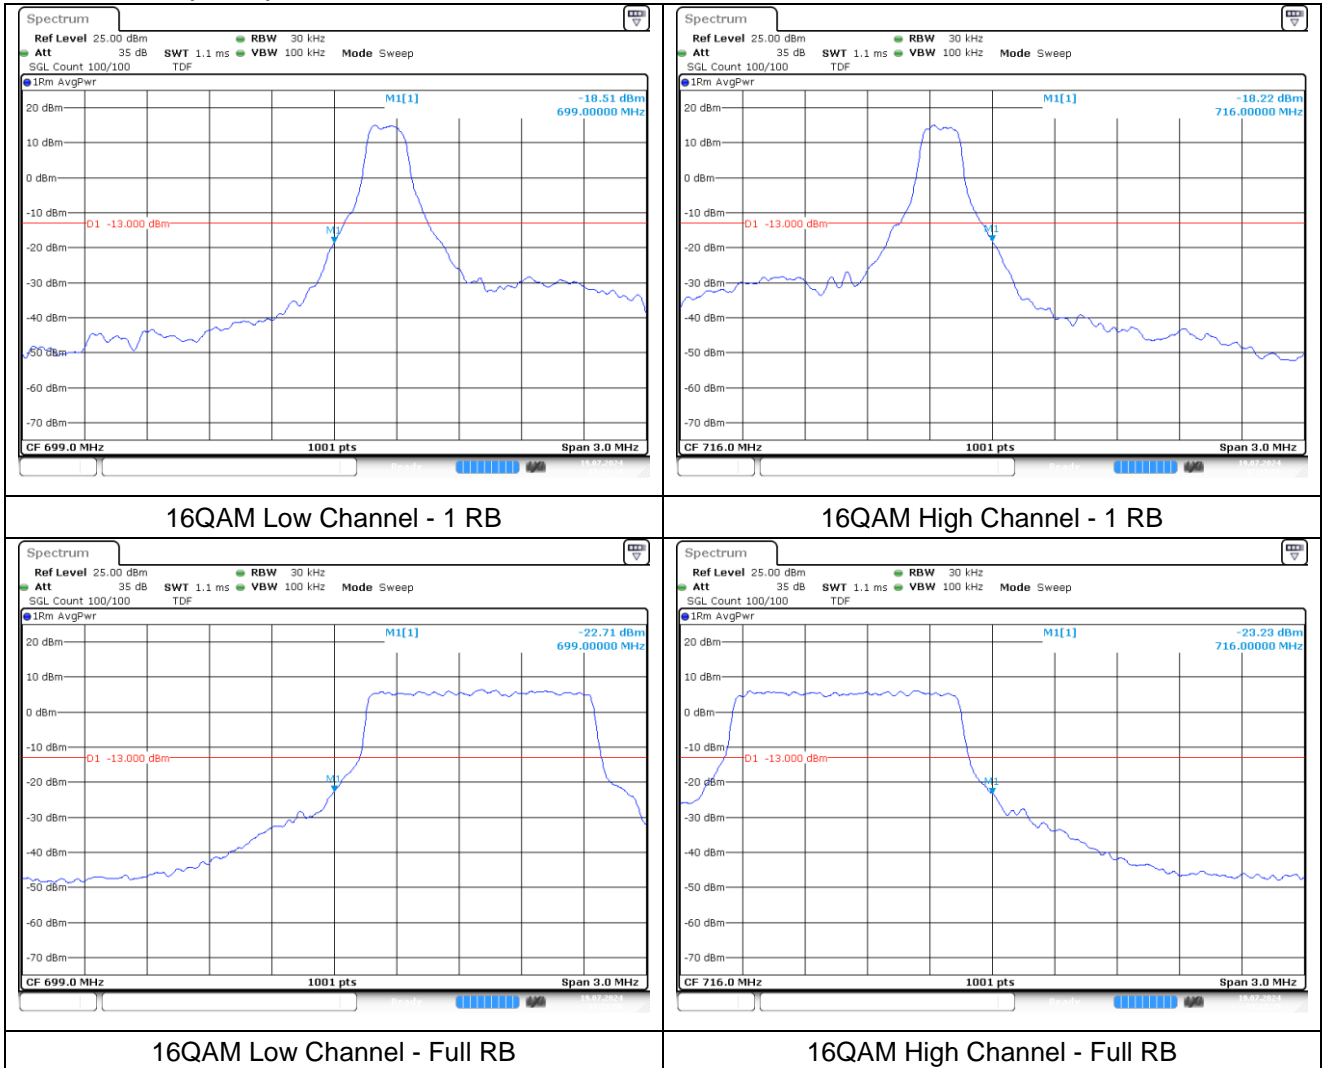 Spectrum
Ref Level 25.00 dBm RBW 30 kHz
Att 35 dB SWT 1.1 ms VBW 100 kHz Mode Sweep
SGL Count 100/100 TDF
1Rm AvgPwr
M1[1] -18.51 dBm
699.00000 MHz
20 dBm
10 dBm
0 dBm
-10 dBm
D1 -13.000 dBm
M1
-20 dBm
-30 dBm
-40 dBm
-50 dBm
-60 dBm
-70 dBm
CF 699.0 MHz 1001 pts Span 3.0 MHz
Ready 19.07.2024
16QAM Low Channel - 1 RB
Spectrum
Ref Level 25.00 dBm RBW 30 kHz
Att 35 dB SWT 1.1 ms VBW 100 kHz Mode Sweep
SGL Count 100/100 TDF
1Rm AvgPwr
M1[1] -18.22 dBm
716.00000 MHz
20 dBm
10 dBm
0 dBm
-10 dBm
D1 -13.000 dBm
M1
-20 dBm
-30 dBm
-40 dBm
-50 dBm
-60 dBm
-70 dBm
CF 716.0 MHz 1001 pts Span 3.0 MHz
Ready 19.07.2024
16QAM High Channel - 1 RB
Spectrum
Ref Level 25.00 dBm RBW 30 kHz
Att 35 dB SWT 1.1 ms VBW 100 kHz Mode Sweep
SGL Count 100/100 TDF
1Rm AvgPwr
M1[1] -22.71 dBm
699.00000 MHz
20 dBm
10 dBm
0 dBm
-10 dBm
D1 -13.000 dBm
M1
-20 dBm
-30 dBm
-40 dBm
-50 dBm
-60 dBm
-70 dBm
CF 699.0 MHz 1001 pts Span 3.0 MHz
Ready 19.07.2024
16QAM Low Channel - Full RB
Spectrum
Ref Level 25.00 dBm RBW 30 kHz
Att 35 dB SWT 1.1 ms VBW 100 kHz Mode Sweep
SGL Count 100/100 TDF
1Rm AvgPwr
M1[1] -23.23 dBm
716.00000 MHz
20 dBm
10 dBm
0 dBm
-10 dBm
D1 -13.000 dBm
M1
-20 dBm
-30 dBm
-40 dBm
-50 dBm
-60 dBm
-70 dBm
CF 716.0 MHz 1001 pts Span 3.0 MHz
Ready 19.07.2024
16QAM High Channel - Full RB